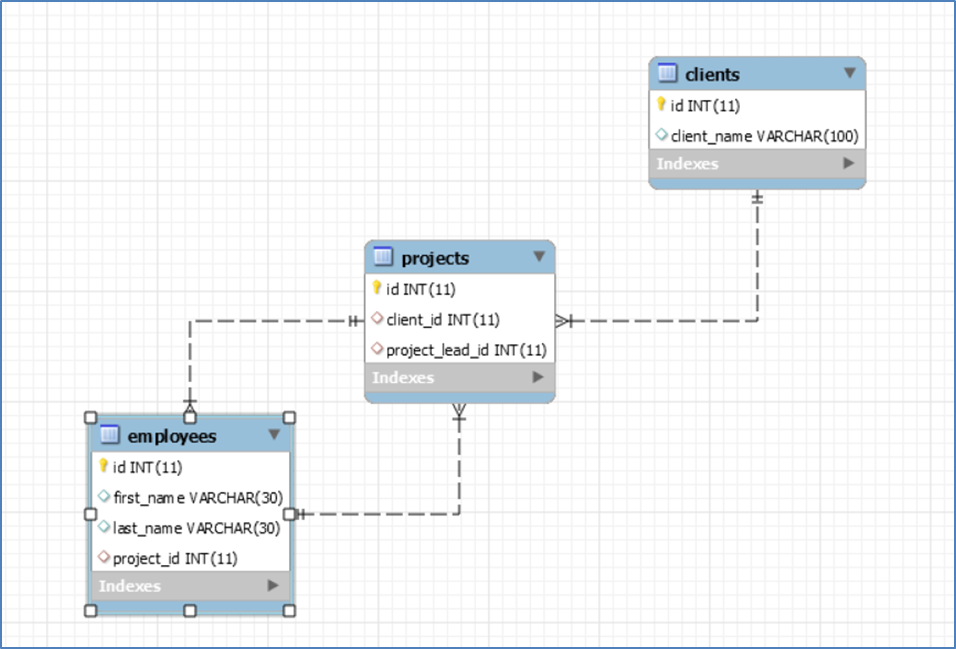 clients
id INT(11)
client_name VARCHAR(100)
Indexes
projects
id INT(11)
client_id INT(11)
project_lead_id INT(11)
Indexes
employees
id INT(11)
first_name VARCHAR(30)
last_name VARCHAR(30)
project_id INT(11)
Indexes